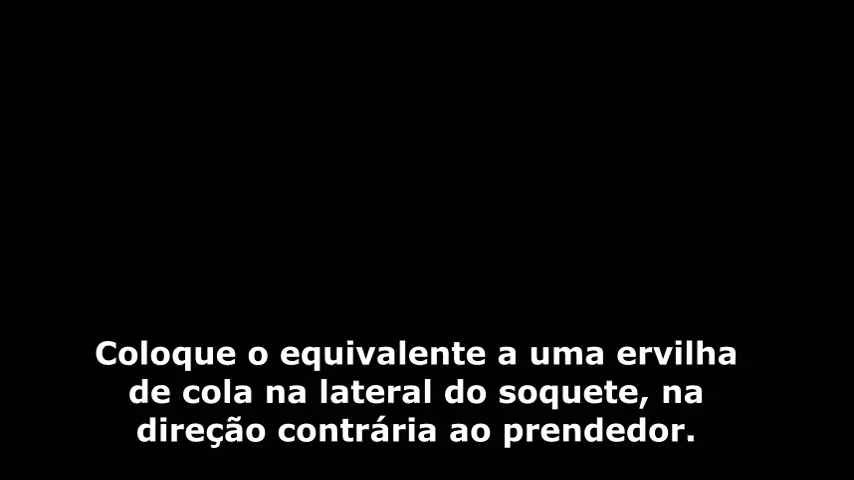 Coloque o equivalente a uma ervilha
de cola na lateral do soquete, na
direção contrária ao prendedor.